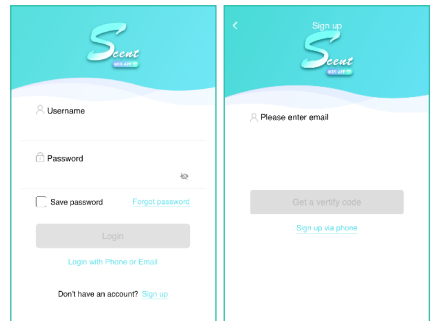 Scent
Username
Password
Save password
Forgot password
Login
Login with Phone or Email
Don't have an account? Sign up
Sign up
Scent
Please enter email
Get a vertify code
Sign up via phone